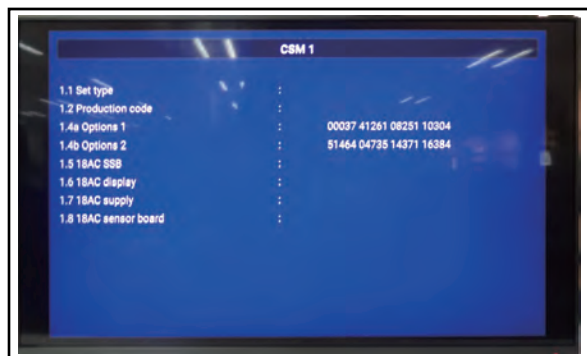 CSM 1
1.1 Set type :
1.2 Production code :
1.4a Options 1 : 00037 41261 08251 10304
1.4b Options 2 : 51464 04735 14371 16384
1.5 18AC SSB :
1.6 18AC display :
1.7 18AC supply :
1.8 18AC sensor board :